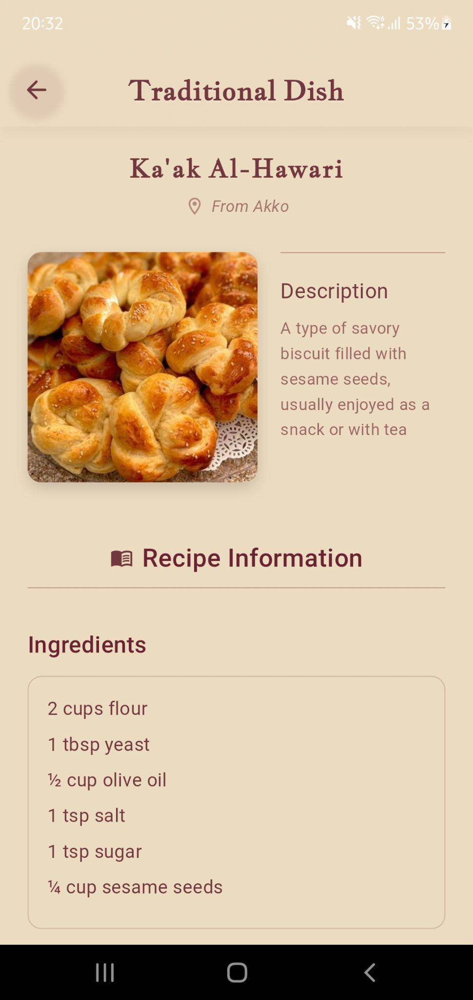 20:32
53%
Traditional Dish
Ka'ak Al-Hawari
From Akko
Description
A type of savory
biscuit filled with
sesame seeds,
usually enjoyed as a
snack or with tea
Recipe Information
Ingredients
2 cups flour
1 tbsp yeast
½ cup olive oil
1 tsp salt
1 tsp sugar
¼ cup sesame seeds